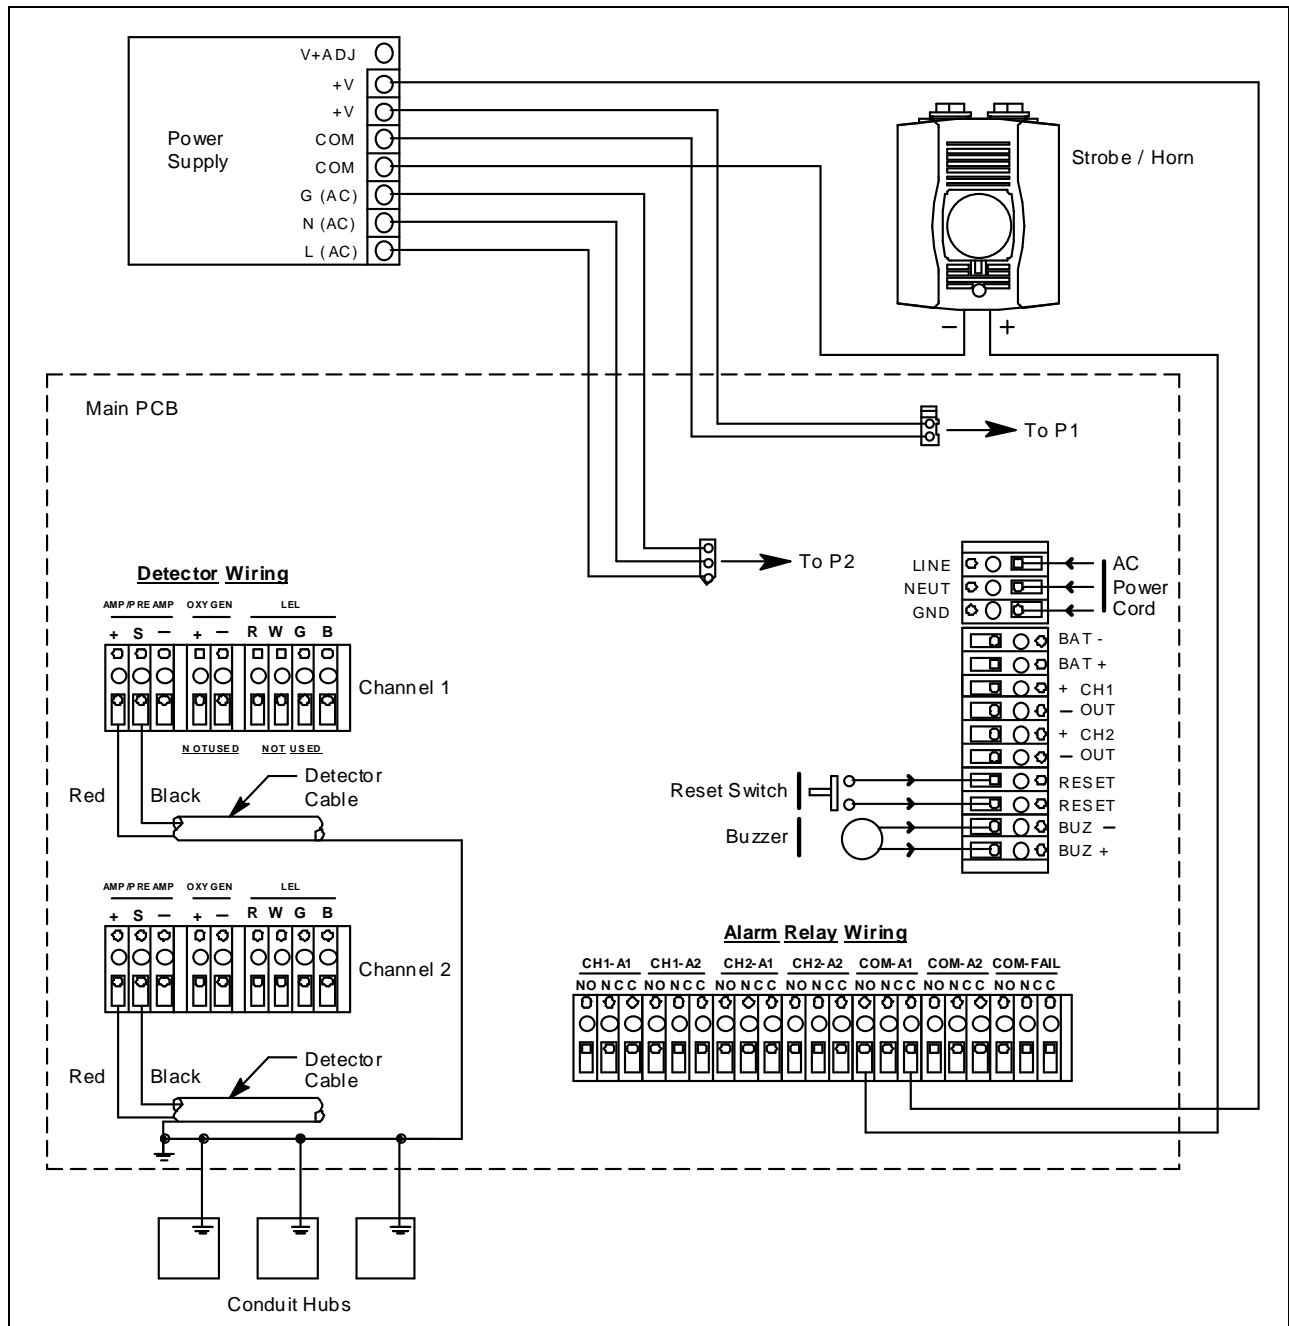 V+ADJ
+V
+V
COM
COM
G (AC)
N (AC)
L (AC)
Power
Supply
Strobe / Horn
− +
Main PCB
To P1
To P2
Detector Wiring
AMP/PREAMP OXYGEN LEL
+ S − + − R W G B
Channel 1
NOT USED NOT USED
Red Black
Detector
Cable
AMP/PREAMP OXYGEN LEL
+ S − + − R W G B
Channel 2
Red Black
Detector
Cable
Conduit Hubs
LINE
NEUT
GND
AC
Power
Cord
BAT -
BAT +
+ CH1
− OUT
+ CH2
− OUT
RESET
RESET
BUZ −
BUZ +
Reset Switch
Buzzer
Alarm Relay Wiring
CH1-A1 CH1-A2 CH2-A1 CH2-A2 COM-A1 COM-A2 COM-FAIL
NO NC C NO NC C NO NC C NO NC C NO NC C NO NC C NO NC C